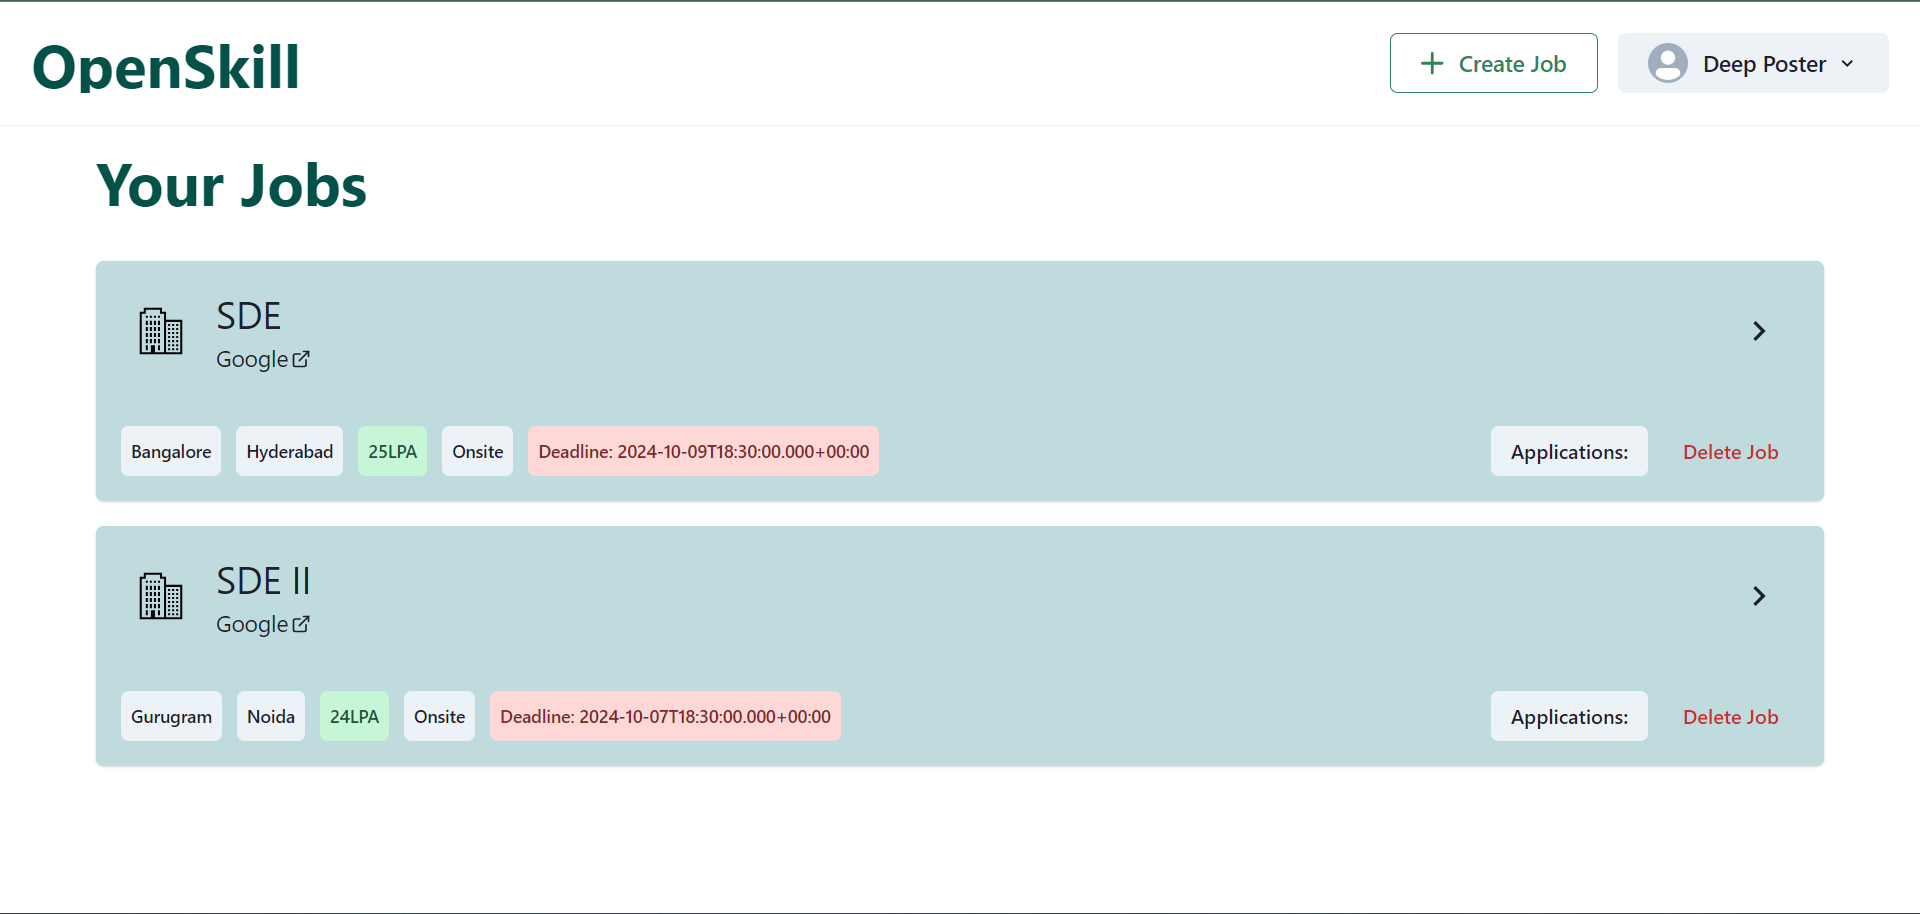 OpenSkill
Create Job
Deep Poster
Your Jobs
SDE
Google
Bangalore
Hyderabad
25LPA
Onsite
Deadline: 2024-10-09T18:30:00.000+00:00
Applications:
Delete Job
SDE II
Google
Gurugram
Noida
24LPA
Onsite
Deadline: 2024-10-07T18:30:00.000+00:00
Applications:
Delete Job